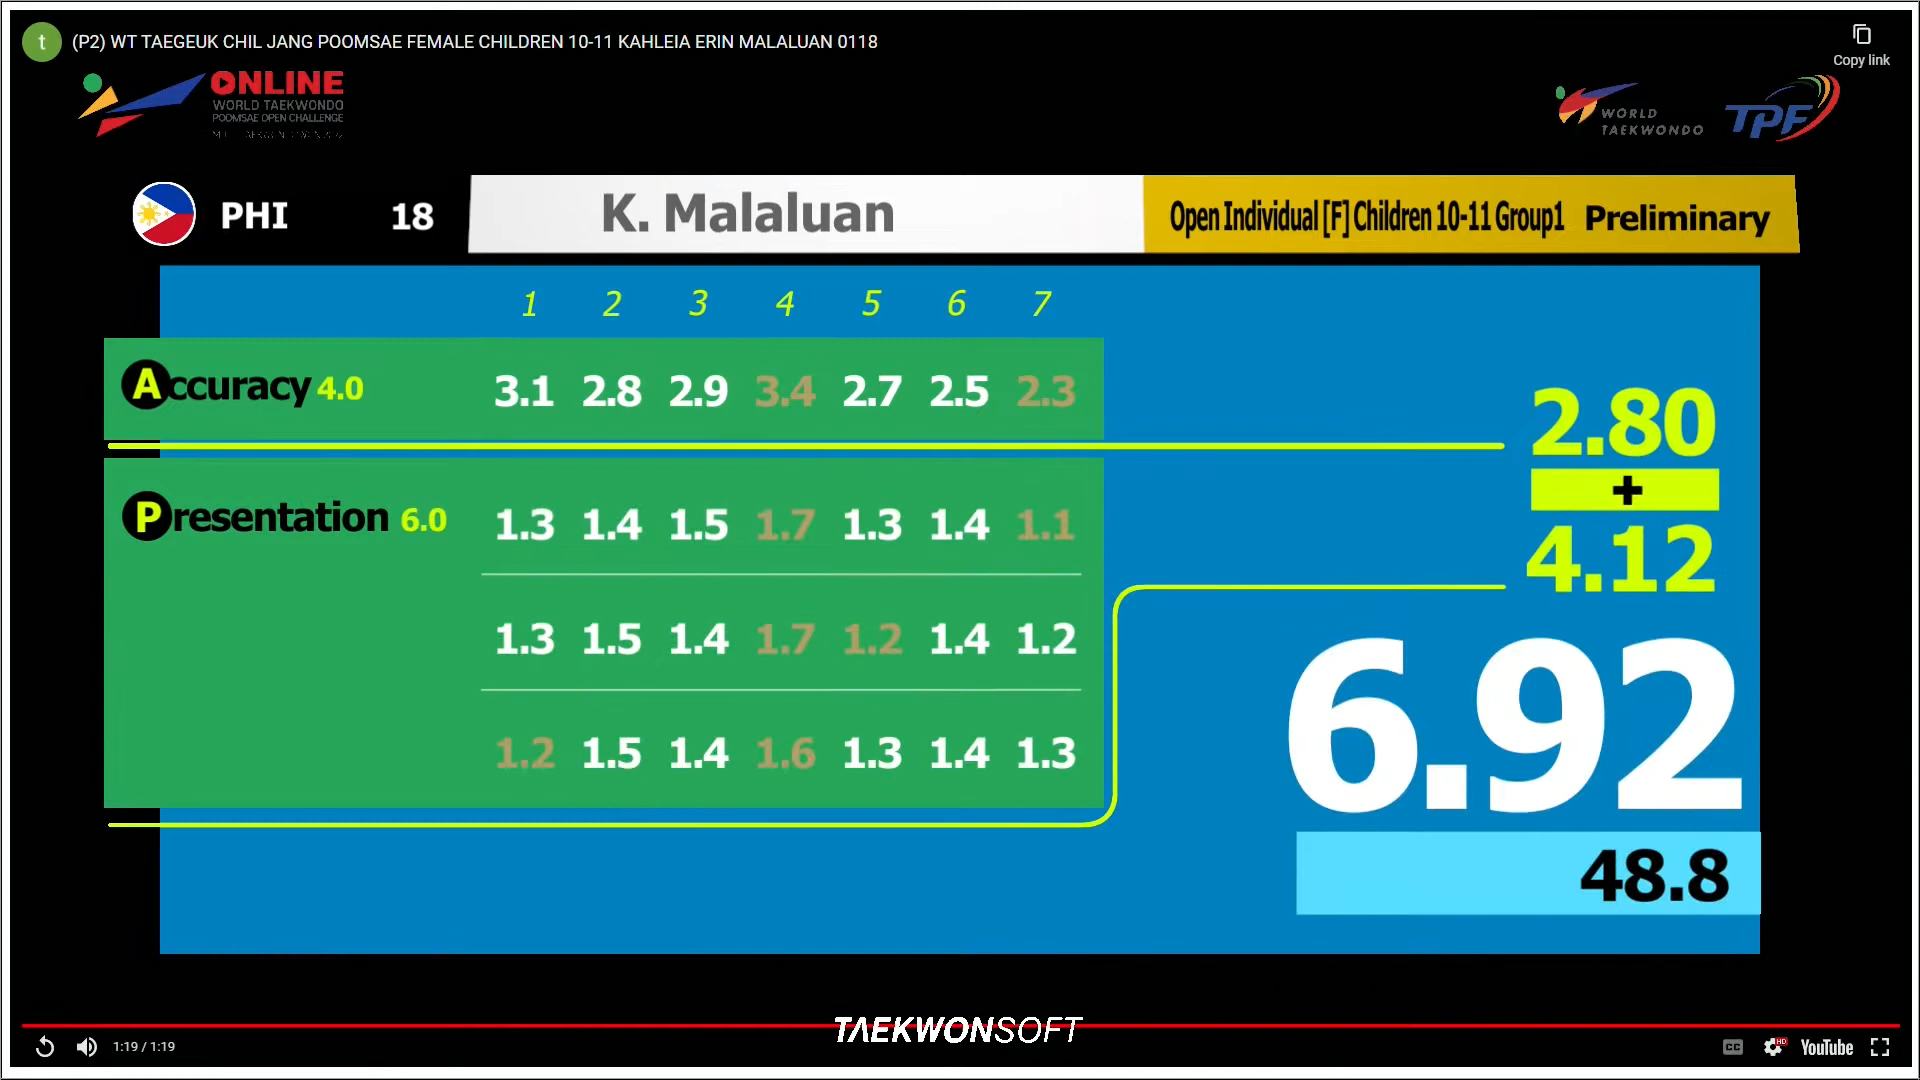 t
(P2) WT TAEGEUK CHIL JANG POOMSAE FEMALE CHILDREN 10-11 KAHLEIA ERIN MALALUAN 0118
Copy link
ONLINE
WORLD TAEKWONDO
POOMSAE OPEN CHALLENGE
WORLD
TAEKWONDO
TPF
PHI 18 K. Malaluan Open Individual [F] Children 10-11 Group1 Preliminary
1 2 3 4 5 6 7
Accuracy 4.0 3.1 2.8 2.9 3.4 2.7 2.5 2.3
2.80
+
4.12
Presentation 6.0 1.3 1.4 1.5 1.7 1.3 1.4 1.1
1.3 1.5 1.4 1.7 1.2 1.4 1.2
1.2 1.5 1.4 1.6 1.3 1.4 1.3
6.92
48.8
TAEKWONSOFT
1:19 / 1:19
CC
HD
YouTube